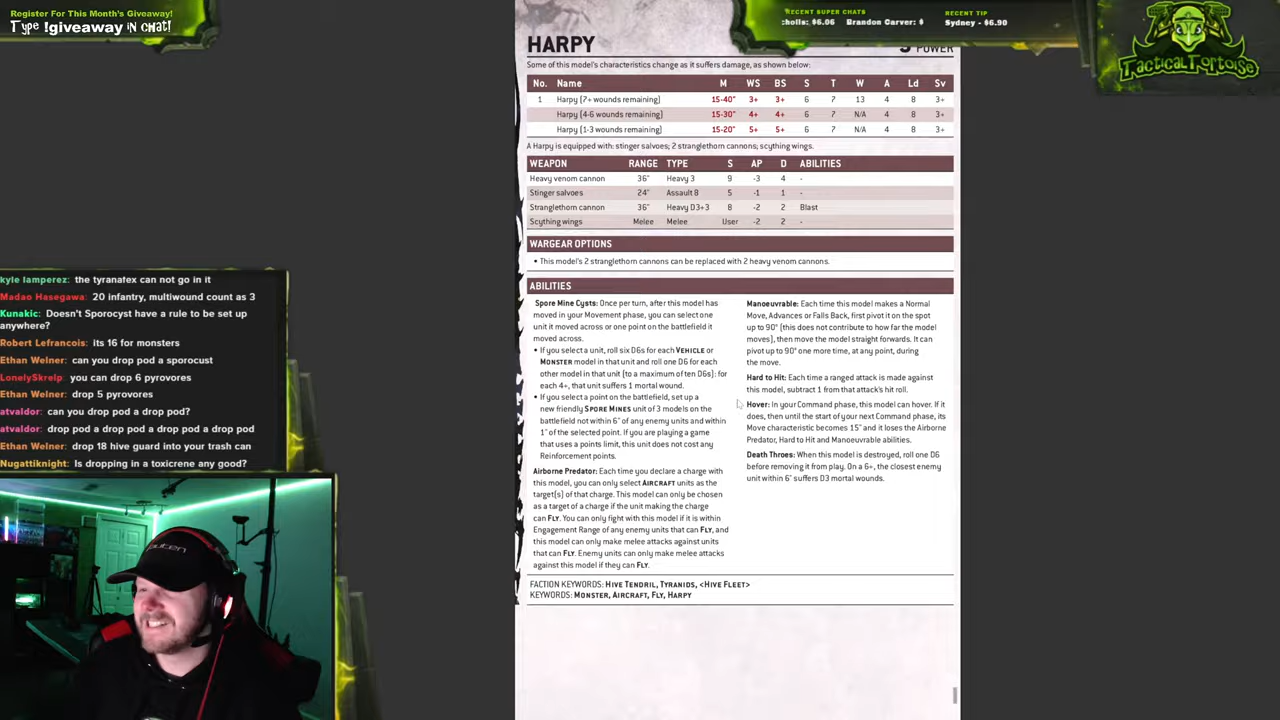 Register For This Month's Giveaway!
Type !giveaway in chat!
RECENT SUPER CHATS
cholls: $6.06 Brandon Carver: $
RECENT TIP
Sydney - $6.90
TacticalTortoise
HARPY
POWER
Some of this model's characteristics change as it suffers damage, as shown below:
No. Name M WS BS S T W A Ld Sv
1 Harpy (7+ wounds remaining) 15-40" 3+ 3+ 6 7 13 4 8 3+
Harpy (4-6 wounds remaining) 15-30" 4+ 4+ 6 7 N/A 4 8 3+
Harpy (1-3 wounds remaining) 15-20" 5+ 5+ 6 7 N/A 4 8 3+
A Harpy is equipped with: stinger salvoes; 2 stranglethorn cannons; scything wings.
WEAPON RANGE TYPE S AP D ABILITIES
Heavy venom cannon 36" Heavy 3 9 -3 4 -
Stinger salvoes 24" Assault 8 5 -1 1 -
Stranglethorn cannon 36" Heavy D3+3 8 -2 2 Blast
Scything wings Melee Melee User -2 2 -
WARGEAR OPTIONS
• This model's 2 stranglethorn cannons can be replaced with 2 heavy venom cannons.
ABILITIES
Spore Mine Cysts: Once per turn, after this model has
moved in your Movement phase, you can select one
unit it moved across or one point on the battlefield it
moved across.
• If you select a unit, roll six D6s for each VEHICLE or
MONSTER model in that unit and roll one D6 for each
other model in that unit (to a maximum of ten D6s): for
each 4+, that unit suffers 1 mortal wound.
• If you select a point on the battlefield, set up a
new friendly SPORE MINES unit of 3 models on the
battlefield not within 6" of any enemy units and within
1" of the selected point. If you are playing a game
that uses a points limit, this unit does not cost any
Reinforcement points.
Airborne Predator: Each time you declare a charge with
this model, you can only select AIRCRAFT units as the
target(s) of that charge. This model can only be chosen
as a target of a charge if the unit making the charge
can FLY. You can only fight with this model if it is within
Engagement Range of any enemy units that can FLY, and
this model can only make melee attacks against units
that can FLY. Enemy units can only make melee attacks
against this model if they can FLY.
Manoeuvrable: Each time this model makes a Normal
Move, Advances or Falls Back, first pivot it on the spot
up to 90° (this does not contribute to how far the model
moves), then move the model straight forwards. It can
pivot up to 90° one more time, at any point, during
the move.
Hard to Hit: Each time a ranged attack is made against
this model, subtract 1 from that attack's hit roll.
Hover: In your Command phase, this model can hover. If it
does, then until the start of your next Command phase, its
Move characteristic becomes 15" and it loses the Airborne
Predator, Hard to Hit and Manoeuvrable abilities.
Death Throes: When this model is destroyed, roll one D6
before removing it from play. On a 6+, the closest enemy
unit within 6" suffers D3 mortal wounds.
FACTION KEYWORDS: HIVE TENDRIL, TYRANIDS, <HIVE FLEET>
KEYWORDS: MONSTER, AIRCRAFT, FLY, HARPY
kyle lamperez: the tyranafex can not go in it
Madao Hasegawa: 20 infantry, multiwound count as 3
Kunakic: Doesn't Sporocyst have a rule to be set up
anywhere?
Robert Lefrancois: its 16 for monsters
Ethan Welner: can you drop a sporocust
LonelySkrelp: you can drop 6 pyrovores
Ethan Welner: drop 5 pyrovores
atvaldor: can you drop pod a drop pod?
atvaldor: drop pod a drop pod a drop pod a drop pod
Ethan Welner: drop 18 hive guard into your trash can
Nugattiknight: Is dropping in a toxicrene any good?